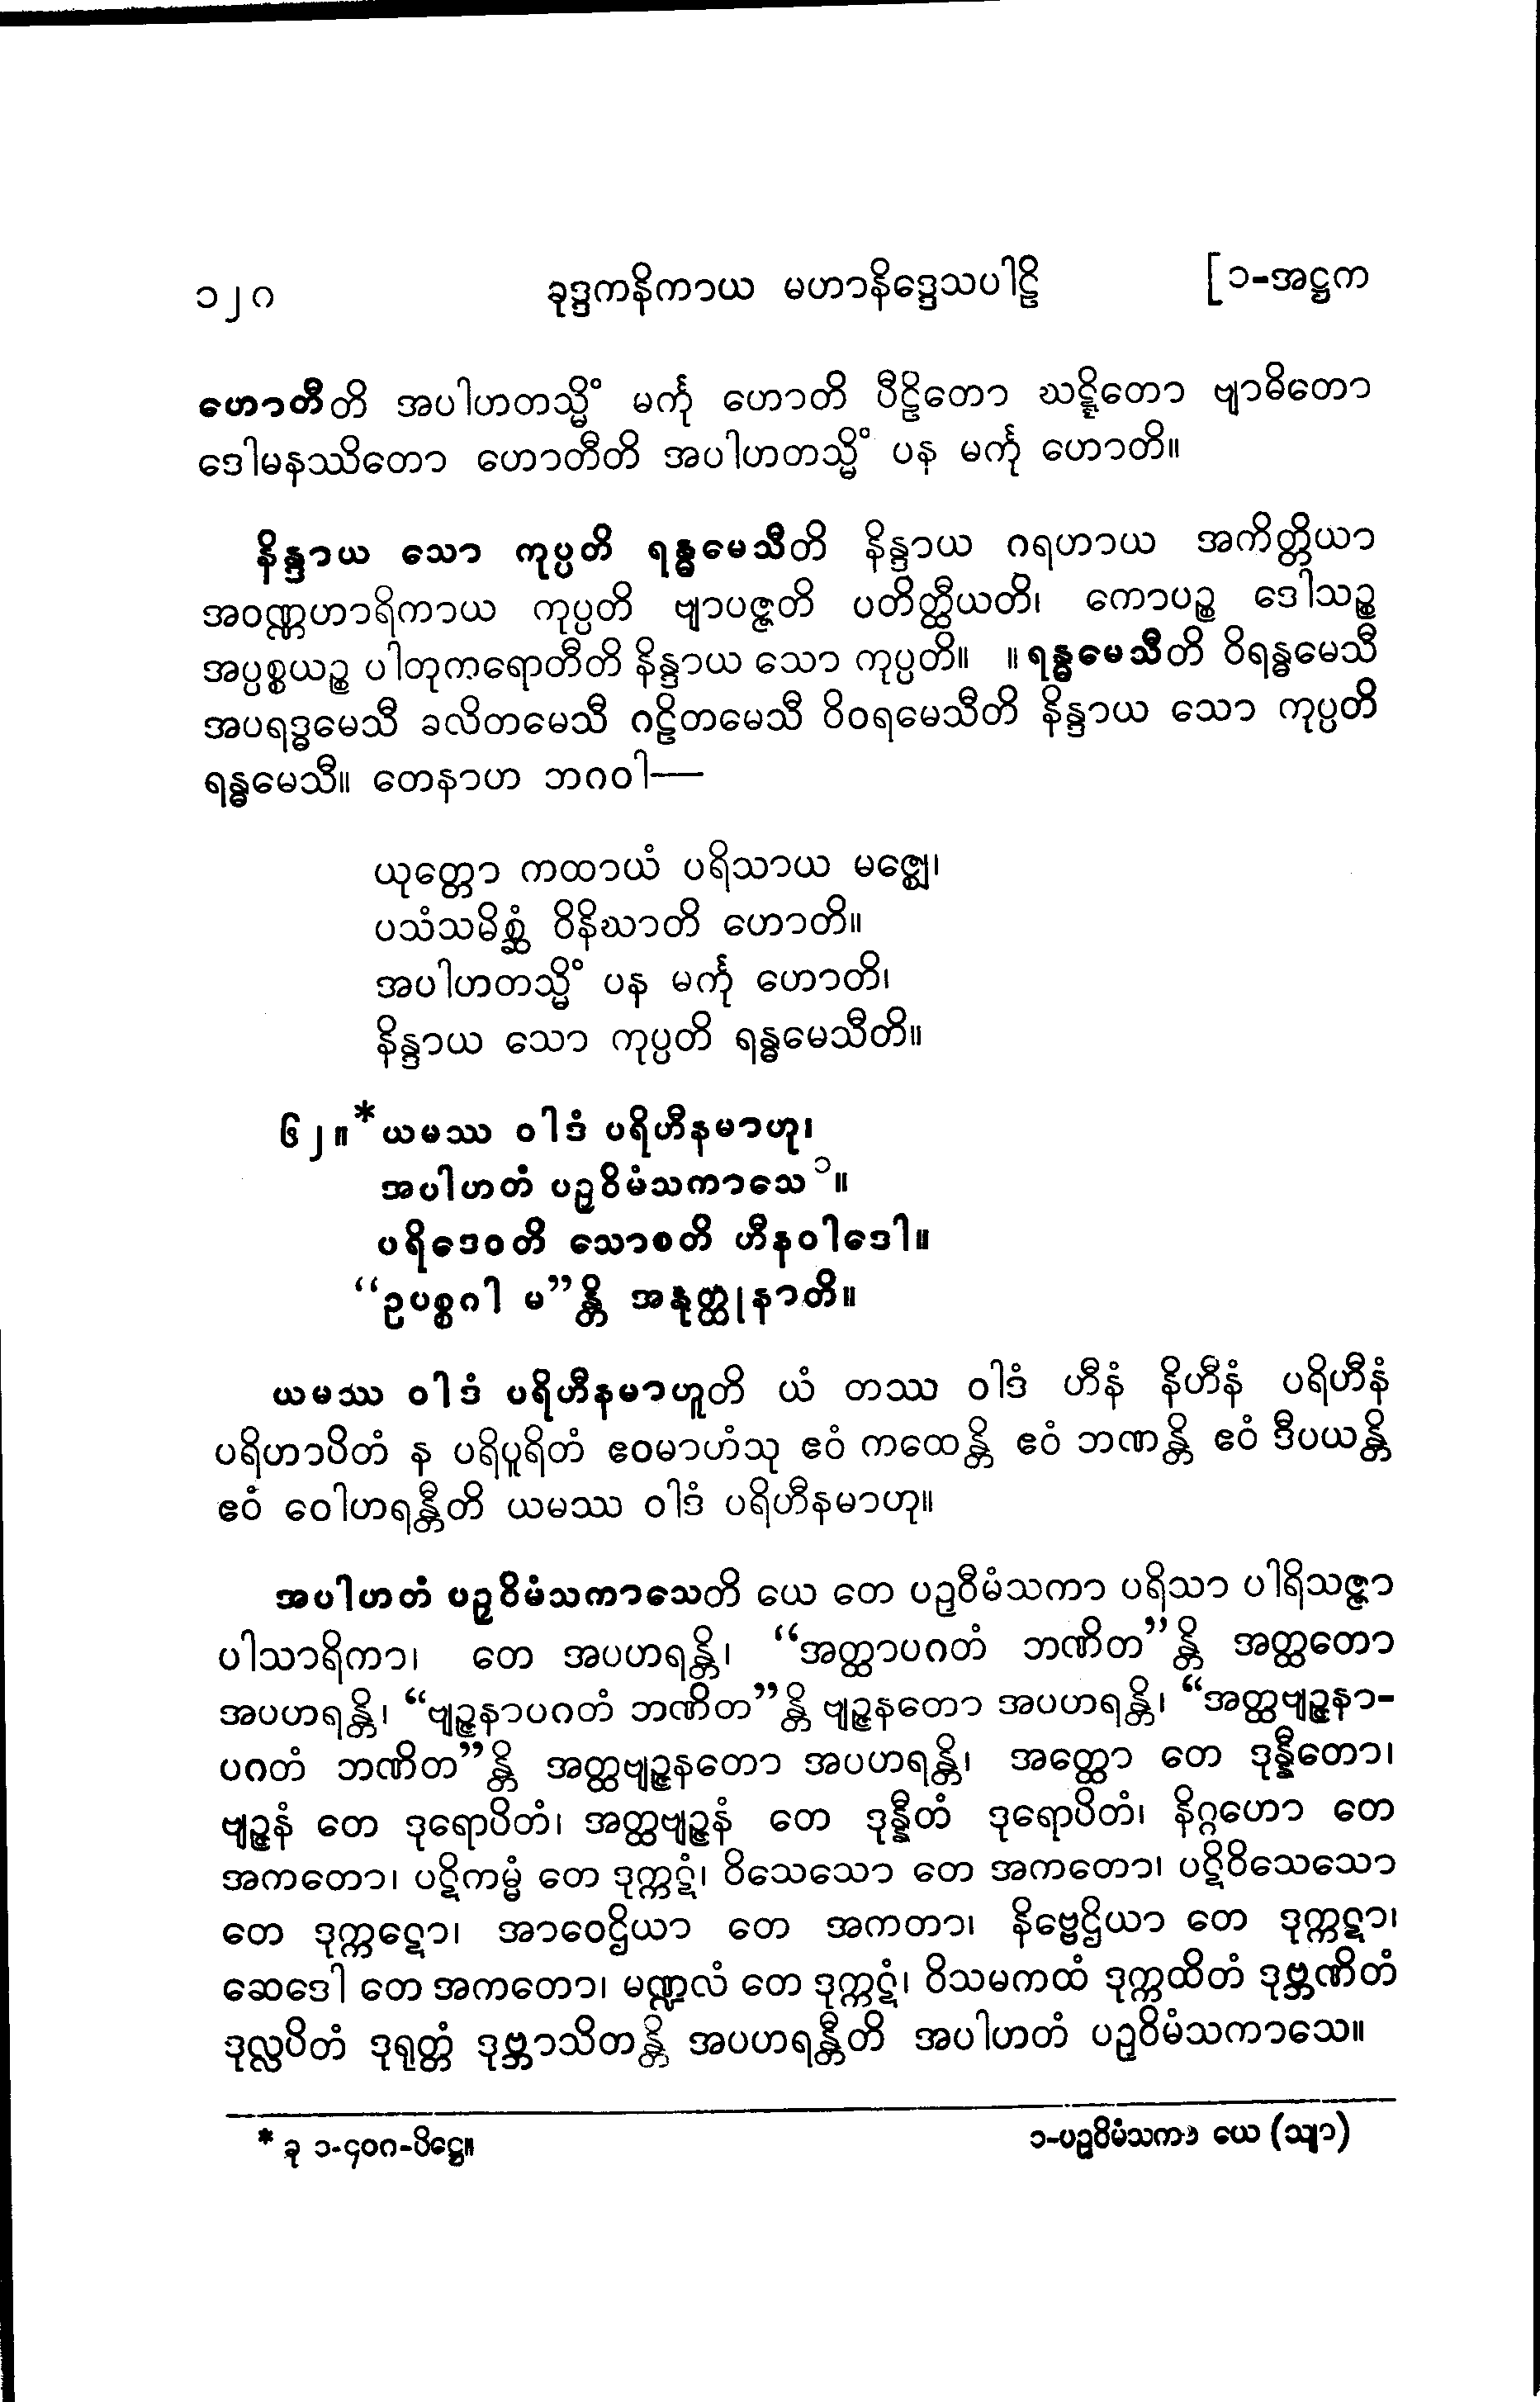 ၁၂ဂ ခုဒ္ဒကနိကာယ မဟာနိဒ္ဒေသပါဠိ [၁-အဋ္ဌက
ဟောတီတိ အပါဟတသ္မိံ မင်္ကု ဟောတိ ပီဠိတော ဃဋ္ဋိတော ဗျာဓိတော
ဒေါမနဿိတော ဟောတီတိ အပါဟတသ္မိံ ပန မင်္ကု ဟောတိ။
နိန္ဒာယ သော ကုပ္ပတိ ရန္ဓမေသီတိ နိန္ဒာယ ဂရဟာယ အကိတ္တိယာ
အဝဏ္ဏဟာရိကာယ ကုပ္ပတိ ဗျာပဇ္ဇတိ ပတိတ္ထီယတိ၊ ကောပဉ္စ ဒေါသဉ္စ
အပ္ပစ္စယဉ္စ ပါတုကရောတီတိ နိန္ဒာယ သော ကုပ္ပတိ။ ။ရန္ဓမေသီတိ ဝိရန္ဓမေသီ
အပရဒ္ဓမေသီ ခလိတမေသီ ဂဠိတမေသီ ဝိဝရမေသီတိ နိန္ဒာယ သော ကုပ္ပတိ
ရန္ဓမေသီ။ တေနာဟ ဘဂဝါ—
ယုတ္တော ကထာယံ ပရိသာယ မဇ္ဈေ၊
ပသံသမိစ္ဆံ ဝိနိဃာတိ ဟောတိ။
အပါဟတသ္မိံ ပန မင်္ကု ဟောတိ၊
နိန္ဒာယ သော ကုပ္ပတိ ရန္ဓမေသီတိ။
၆၂။*ယမဿ ဝါဒံ ပရိဟီနမာဟု၊
အပါဟတံ ပဉှဝိမံသကာသေ ၁။
ပရိဒေဝတိ သောစတိ ဟီနဝါဒေါ။
“ဥပစ္စဂါ မ”န္တိ အနုတ္ထုနာတိ။
ယမဿ ဝါဒံ ပရိဟီနမာဟူတိ ယံ တဿ ဝါဒံ ဟီနံ နိဟီနံ ပရိဟီနံ
ပရိဟာပိတံ န ပရိပူရိတံ ဧဝမာဟံသု ဧဝံ ကထေန္တိ ဧဝံ ဘဏန္တိ ဧဝံ ဒီပယန္တိ
ဧဝံ ဝေါဟရန္တီတိ ယမဿ ဝါဒံ ပရိဟီနမာဟု။
အပါဟတံ ပဉှဝိမံသကာသေတိ ယေ တေ ပဉှဝီမံသကာ ပရိသာ ပါရိသဇ္ဇာ
ပါသာရိကာ၊ တေ အပဟရန္တိ၊ “အတ္ထာပဂတံ ဘဏိတ”န္တိ အတ္ထတော
အပဟရန္တိ၊ “ဗျဉ္ဇနာပဂတံ ဘဏိတ”န္တိ ဗျဉ္ဇနတော အပဟရန္တိ၊ “အတ္ထဗျဉ္ဇနာ-
ပဂတံ ဘဏိတ”န္တိ အတ္ထဗျဉ္ဇနတော အပဟရန္တိ၊ အတ္ထော တေ ဒုန္နီတော၊
ဗျဉ္ဇနံ တေ ဒုရောပိတံ၊ အတ္ထဗျဉ္ဇနံ တေ ဒုန္နီတံ ဒုရောပိတံ၊ နိဂ္ဂဟော တေ
အကတော၊ ပဋိကမ္မံ တေ ဒုက္ကဋံ၊ ဝိသေသော တေ အကတော၊ ပဋိဝိသေသော
တေ ဒုက္ကဋော၊ အာဝေဌိယာ တေ အကတာ၊ နိဗ္ဗေဌိယာ တေ ဒုက္ကဋာ၊
ဆေဒေါ တေ အကတော၊ မဏ္ဍလံ တေ ဒုက္ကဋံ၊ ဝိသမကထံ ဒုက္ကထိတံ ဒုဗ္ဘဏိတံ
ဒုလ္လပိတံ ဒုရုတ္တံ ဒုဗ္ဘာသိတန္တိ အပဟရန္တီတိ အပါဟတံ ပဉှဝိမံသကာသေ။
* ခု ၁-၄၀ဂ-ပိဋ္ဌေ။ ၁-ပဉှဝိမံသကာ ယေ (သျာ)